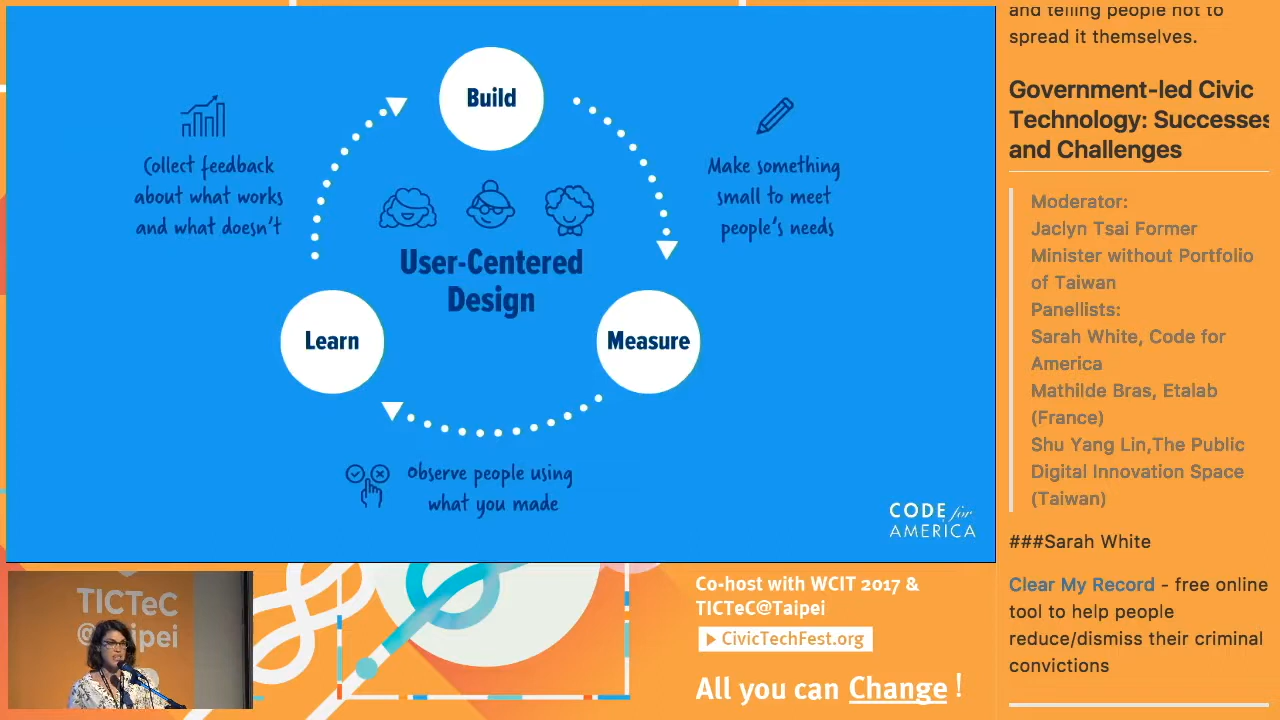 Build
Collect feedback
about what works
and what doesn't
Make something
small to meet
people's needs
User-Centered
Design
Learn
Measure
Observe people using
what you made
CODE for
AMERICA
TICTeC
@Taipei
Co-host with WCIT 2017 &
TICTeC@Taipei
CivicTechFest.org
All you can Change !
and telling people not to
spread it themselves.
Government-led Civic
Technology: Successes
and Challenges
Moderator:
Jaclyn Tsai Former
Minister without Portfolio
of Taiwan
Panellists:
Sarah White, Code for
America
Mathilde Bras, Etalab
(France)
Shu Yang Lin,The Public
Digital Innovation Space
(Taiwan)
###Sarah White
Clear My Record - free online
tool to help people
reduce/dismiss their criminal
convictions